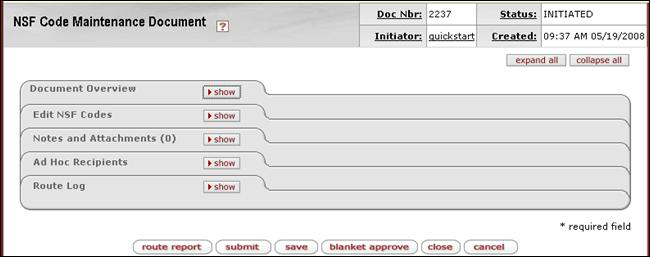 NSF Code Maintenance Document ?
Doc Nbr: 2237 Status: INITIATED
Initiator: quickstart Created: 09:37 AM 05/19/2008
expand all collapse all
Document Overview show
Edit NSF Codes show
Notes and Attachments (0) show
Ad Hoc Recipients show
Route Log show
* required field
route report submit save blanket approve close cancel